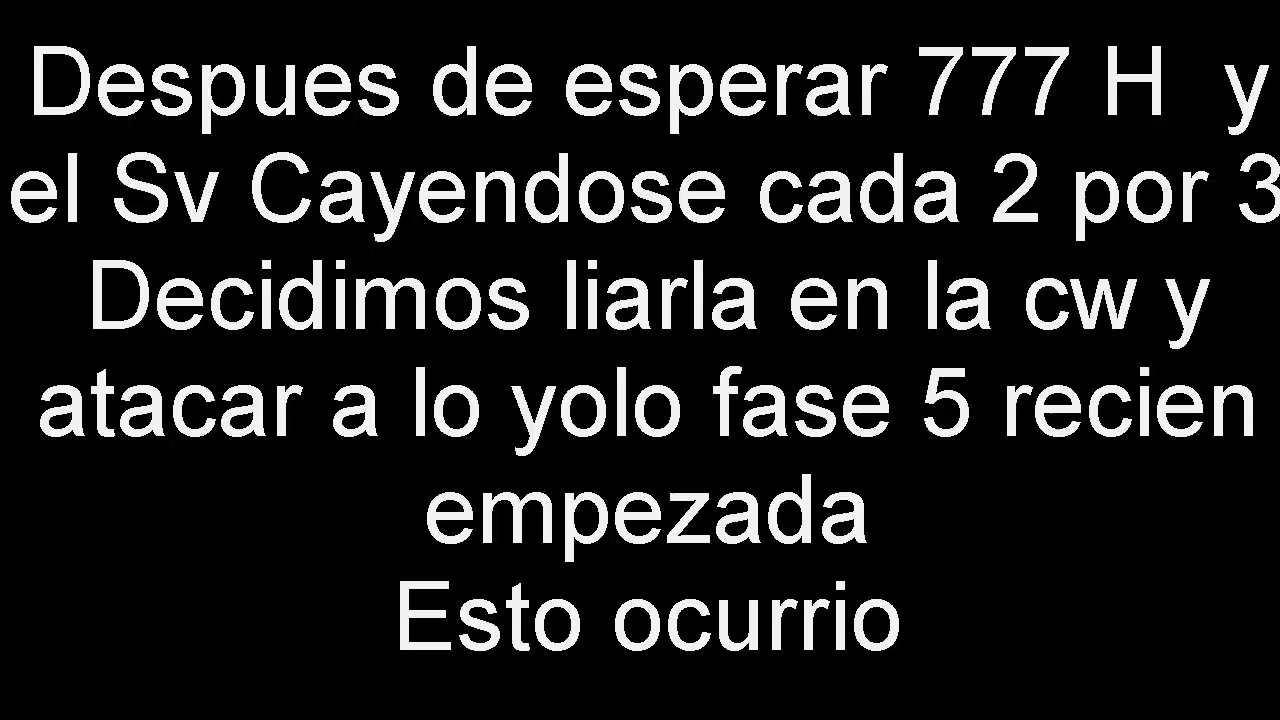 Despues de esperar 777 H y
el Sv Cayendose cada 2 por 3
Decidimos liarla en la cw y
atacar a lo yolo fase 5 recien
empezada
Esto ocurrio